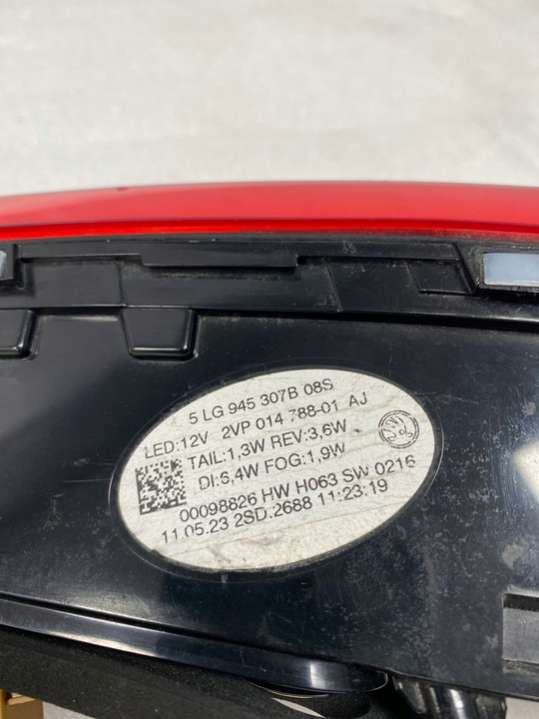 5 LG 945 307B 08S
LED:12V 2VP 014 788-01 AJ
TAIL:1,3W REV:3,6W
DI:6,4W FOG:1,9W
00098826 HW H063 SW 0216
11.05.23 2SD.2688 11:23:19